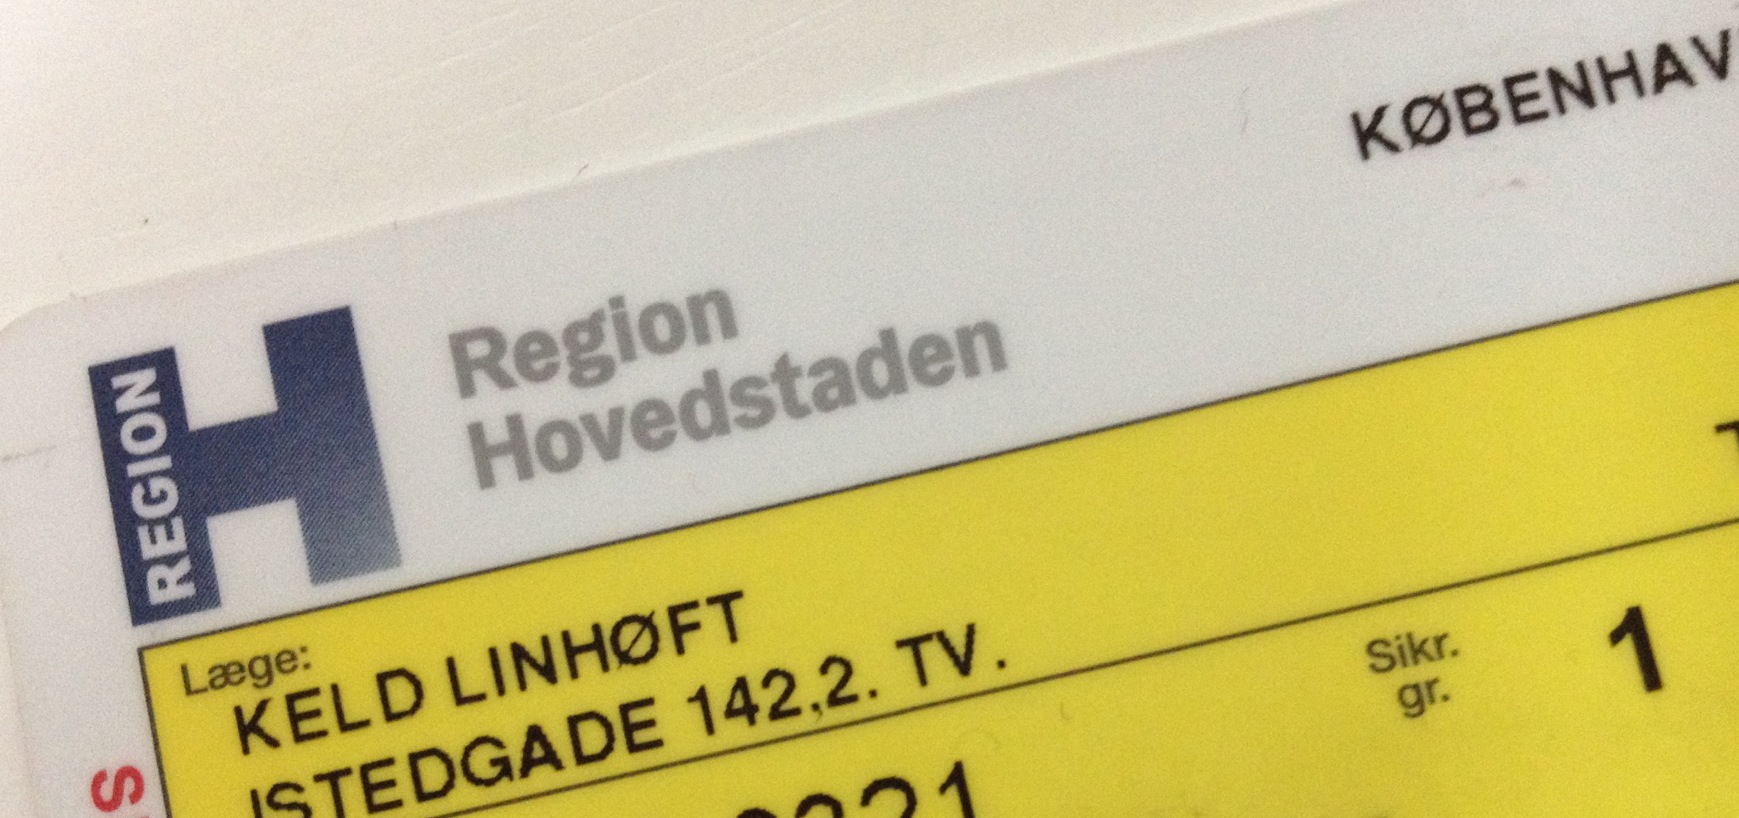 KØBENHAV
REGION
Region
Hovedstaden
Læge:
KELD LINHØFT
ISTEDGADE 142,2. TV.
Sikr.
gr.
1